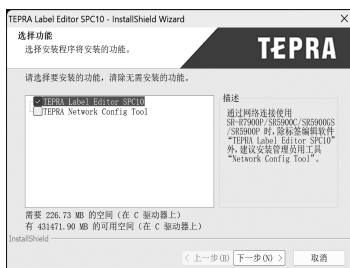 TEPRA Label Editor SPC10 - InstallShield Wizard
选择功能
选择安装程序将安装的功能。
TEPRA
请选择要安装的功能，清除无需安装的功能。
TEPRA Label Editor SPC10
TEPRA Network Config Tool
描述
通过网络连接使用
SR-R7900P/SR5900C/SR5900GS
/SR5900P 时，除标签编辑软件
“TEPRA Label Editor SPC10”
外，建议安装管理员用工具
“Network Config Tool”。
需要 226.73 MB 的空间（在 C 驱动器上）
有 431471.90 MB 的可用空间（在 C 驱动器上）
InstallShield
< 上一步(B)
下一步(N) >
取消